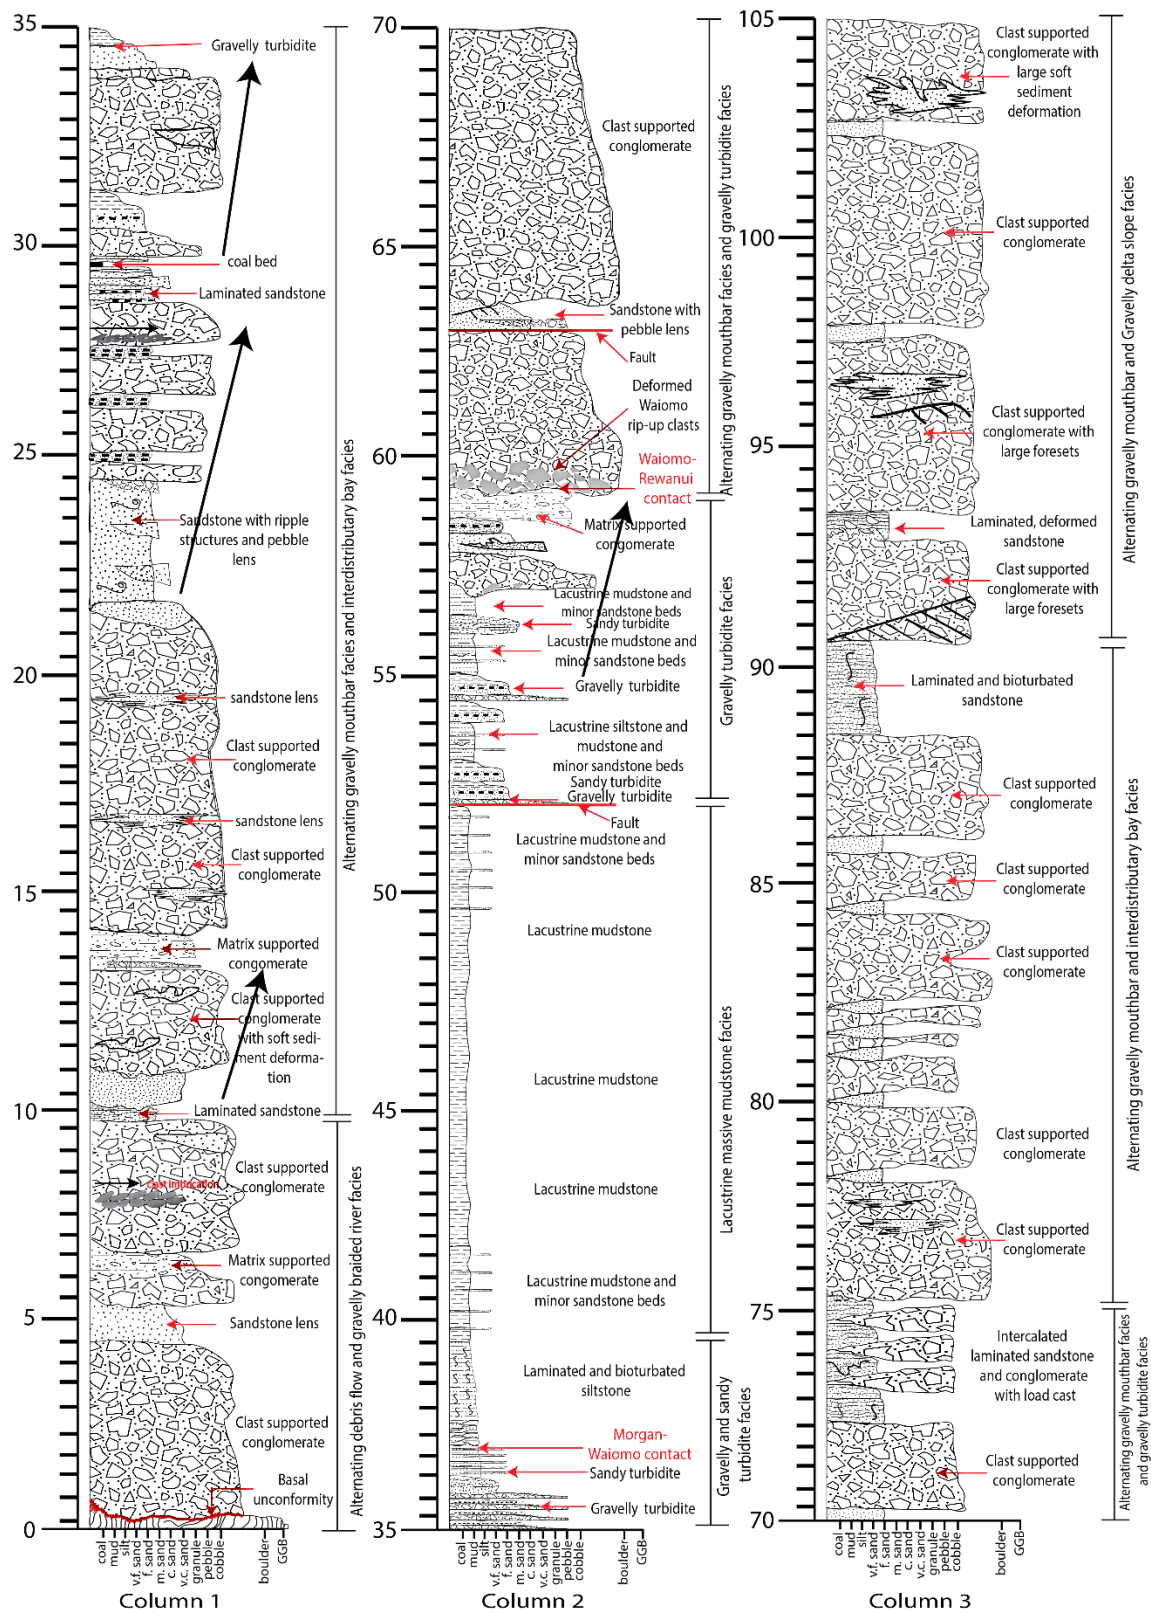 35
Gravelly turbidite
30
coal bed
Laminated sandstone
25
Sandstone with ripple
structures and pebble
lens
20
sandstone lens
Clast supported
conglomerate
sandstone lens
Clast supported
conglomerate
15
Matrix supported
congomerate
Clast supported
conglomerate
with soft sedi-
ment deforma-
tion
10
Laminated sandstone
Clast supported
conglomerate
clast imbrication
Matrix supported
congomerate
5
Sandstone lens
Clast supported
conglomerate
Basal
unconformity
0
Alternating gravelly mouthbar facies and interdistributary bay facies
Alternating debris flow and gravelly braided river facies
coal
mud
silt
v.f. sand
f. sand
m. sand
c. sand
v.c. sand
granule
pebble
cobble
boulder
GGB
Column 1
70
Clast supported
conglomerate
65
Sandstone with
pebble lens
Fault
Deformed
Waiomo
rip-up clasts
60
Waiomo-
Rewanui
contact
Matrix supported
congomerate
Lacustrine mudstone and
minor sandstone beds
Sandy turbidite
Lacustrine mudstone and
minor sandstone beds
55
Gravelly turbidite
Lacustrine siltstone and
mudstone and
minor sandstone beds
Sandy turbidite
Gravelly turbidite
Fault
Lacustrine mudstone and
minor sandstone beds
50
Lacustrine mudstone
Lacustrine mudstone
45
Lacustrine mudstone
Lacustrine mudstone and
minor sandstone beds
40
Laminated and bioturbated
siltstone
Morgan-
Waiomo contact
Sandy turbidite
Gravelly turbidite
35
Alternating gravelly mouthbar facies and gravelly turbidite facies
Gravelly turbidite facies
Lacustrine massive mudstone facies
Gravelly and sandy
turbidite facies
coal
mud
silt
v.f. sand
f. sand
m. sand
c. sand
v.c. sand
granule
pebble
cobble
boulder
GGB
Column 2
105
Clast supported
conglomerate with
large soft
sediment
deformation
100
Clast supported
conglomerate
95
Clast supported
conglomerate with
large foresets
Laminated, deformed
sandstone
Clast supported
conglomerate with
large foresets
90
Laminated and bioturbated
sandstone
Clast supported
conglomerate
85
Clast supported
conglomerate
Clast supported
conglomerate
80
Clast supported
conglomerate
Clast supported
conglomerate
75
Intercalated
laminated sandstone
and conglomerate
with load cast
Clast supported
conglomerate
70
Alternating gravelly mouthbar and Gravelly delta slope facies
Alternating gravelly mouthbar and interdistributary bay facies
Alternating gravelly mouthbar facies
and gravelly turbidite facies
coal
mud
silt
v.f. sand
f. sand
m. sand
c. sand
v.c. sand
granule
pebble
cobble
boulder
GGB
Column 3